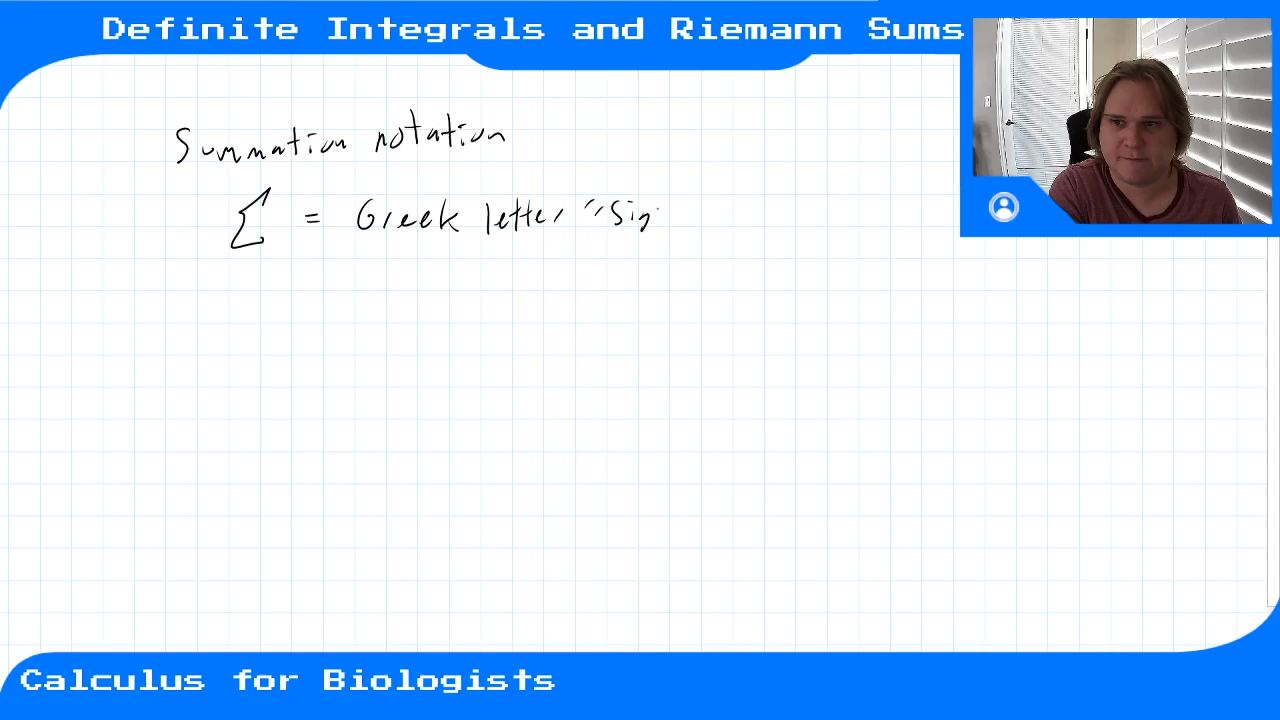 Definite Integrals and Riemann Sums
Summation notation
Σ = Greek letter "Sig
Calculus for Biologists